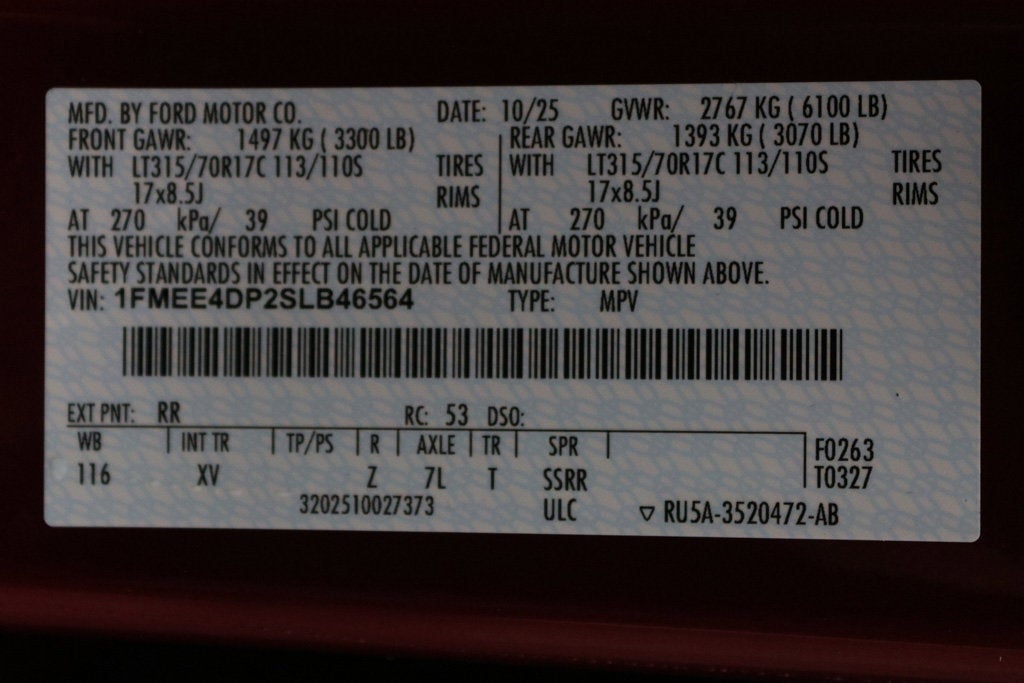 MFD. BY FORD MOTOR CO. DATE: 10/25 GVWR: 2767 KG ( 6100 LB)
FRONT GAWR: 1497 KG ( 3300 LB) REAR GAWR: 1393 KG ( 3070 LB)
WITH LT315/70R17C 113/110S TIRES WITH LT315/70R17C 113/110S TIRES
17x8.5J RIMS 17x8.5J RIMS
AT 270 kPa/ 39 PSI COLD AT 270 kPa/ 39 PSI COLD
THIS VEHICLE CONFORMS TO ALL APPLICABLE FEDERAL MOTOR VEHICLE
SAFETY STANDARDS IN EFFECT ON THE DATE OF MANUFACTURE SHOWN ABOVE.
VIN: 1FMEE4DP2SLB46564 TYPE: MPV
EXT PNT: RR RC: 53 DSO:
WB INT TR TP/PS R AXLE TR SPR F0263
116 XV Z 7L T SSRR T0327
3202510027373 ULC ▽ RU5A-3520472-AB